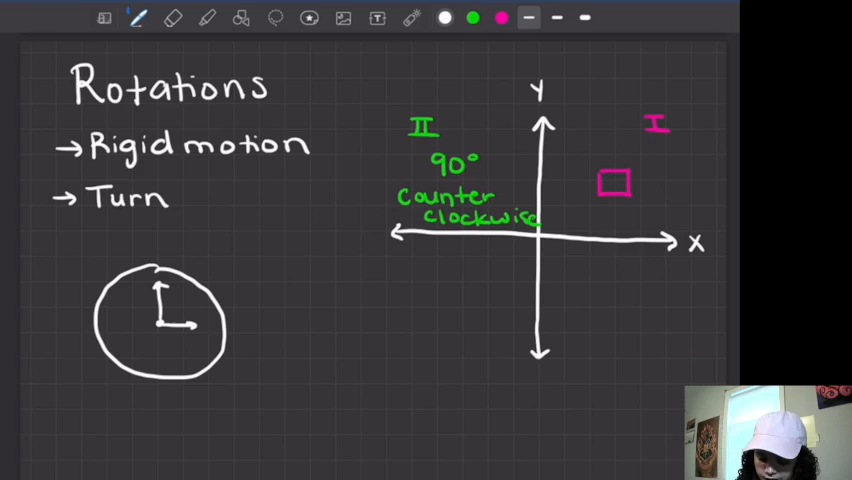 Rotations
→ Rigid motion
→ Turn
Y
I
II
90°
Counter
clockwise
X